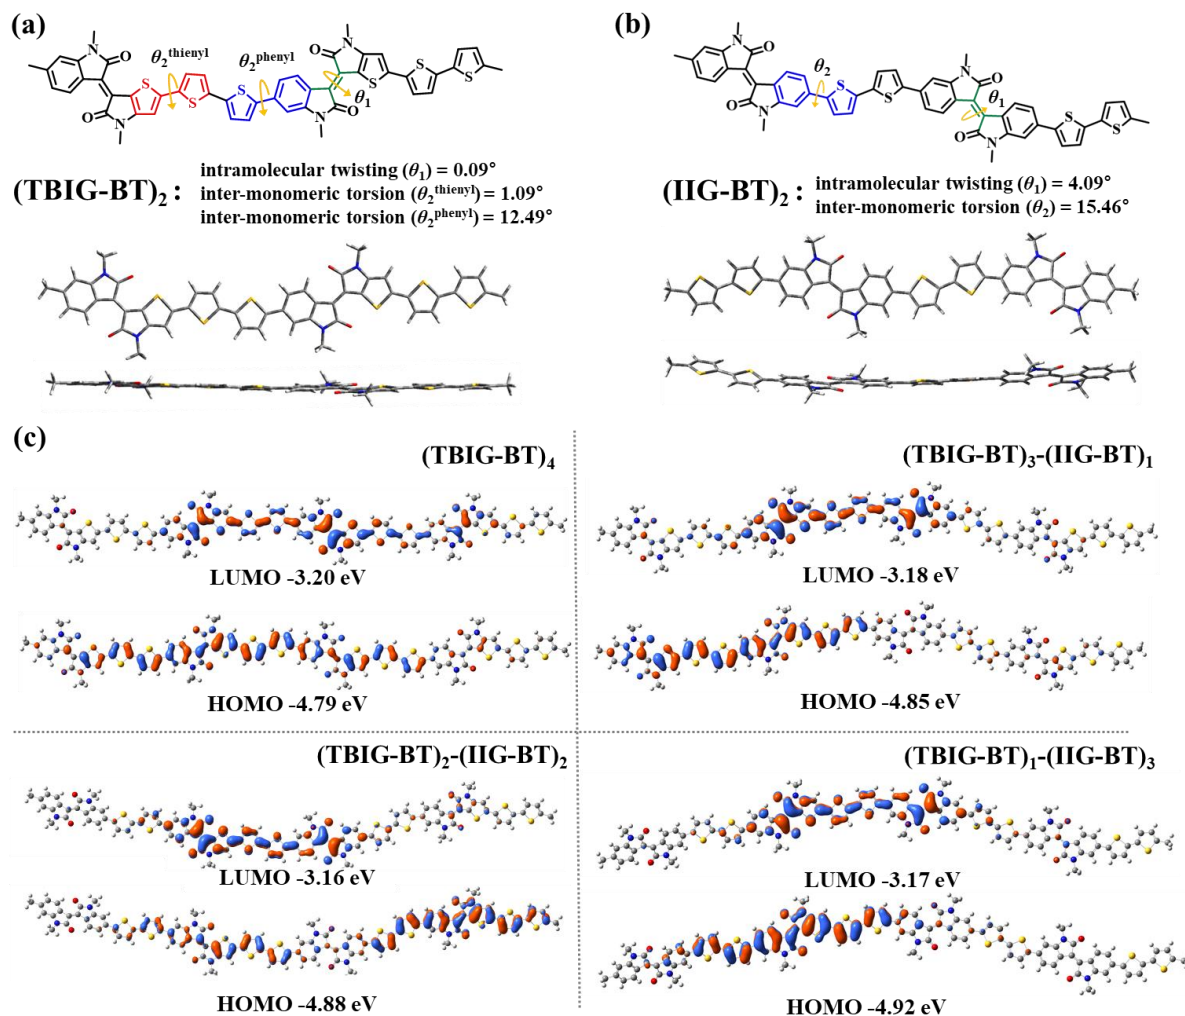 (a)
N
O
θ₂ᵗʰⁱᵉⁿʸˡ
θ₂ᵖʰᵉⁿʸˡ
O
N
S
S
S
S
S
S
O
N
N
O
θ₁
(TBIG-BT)₂ :
intramolecular twisting (θ₁) = 0.09°
inter-monomeric torsion (θ₂ᵗʰⁱᵉⁿʸˡ) = 1.09°
inter-monomeric torsion (θ₂ᵖʰᵉⁿʸˡ) = 12.49°
(b)
N
O
θ₂
S
S
N
O
O
N
θ₁
O
N
S
S
(IIG-BT)₂ :
intramolecular twisting (θ₁) = 4.09°
inter-monomeric torsion (θ₂) = 15.46°
(c)
(TBIG-BT)₄
LUMO -3.20 eV
HOMO -4.79 eV
(TBIG-BT)₃-(IIG-BT)₁
LUMO -3.18 eV
HOMO -4.85 eV
(TBIG-BT)₂-(IIG-BT)₂
LUMO -3.16 eV
HOMO -4.88 eV
(TBIG-BT)₁-(IIG-BT)₃
LUMO -3.17 eV
HOMO -4.92 eV